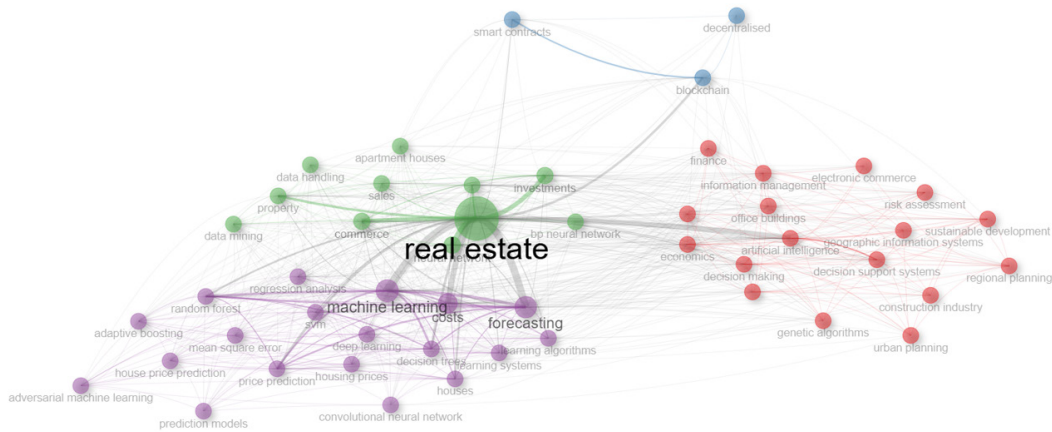 smart contracts
decentralised
blockchain
apartment houses
finance
data handling
information management
electronic commerce
sales
investments
property
risk assessment
office buildings
data mining
commerce
bp neural network
sustainable development
geographic information systems
real estate
neural network
economics
artificial intelligence
decision making
decision support systems
regional planning
regression analysis
random forest
machine learning
costs
construction industry
svm
forecasting
adaptive boosting
genetic algorithms
mean square error
deep learning
learning algorithms
urban planning
decision trees
learning systems
house price prediction
price prediction
housing prices
houses
adversarial machine learning
prediction models
convolutional neural network